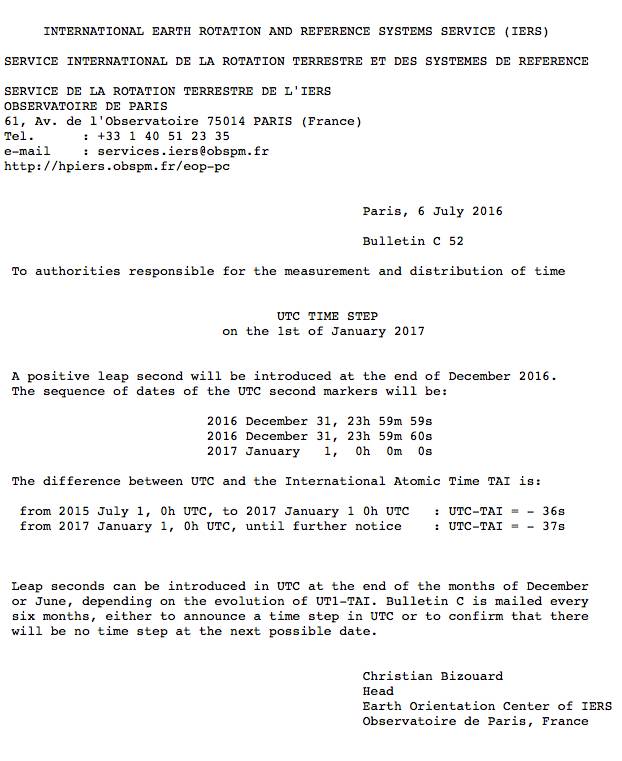 INTERNATIONAL EARTH ROTATION AND REFERENCE SYSTEMS SERVICE (IERS)
SERVICE INTERNATIONAL DE LA ROTATION TERRESTRE ET DES SYSTEMES DE REFERENCE
SERVICE DE LA ROTATION TERRESTRE DE L'IERS
OBSERVATOIRE DE PARIS
61, Av. de l'Observatoire 75014 PARIS (France)
Tel.      : +33 1 40 51 23 35
e-mail    : services.iers@obspm.fr
http://hpiers.obspm.fr/eop-pc
Paris, 6 July 2016
Bulletin C 52
To authorities responsible for the measurement and distribution of time
UTC TIME STEP
on the 1st of January 2017
A positive leap second will be introduced at the end of December 2016.
The sequence of dates of the UTC second markers will be:
2016 December 31, 23h 59m 59s
2016 December 31, 23h 59m 60s
2017 January   1,  0h  0m  0s
The difference between UTC and the International Atomic Time TAI is:
from 2015 July 1, 0h UTC, to 2017 January 1 0h UTC   : UTC-TAI = - 36s
from 2017 January 1, 0h UTC, until further notice    : UTC-TAI = - 37s
Leap seconds can be introduced in UTC at the end of the months of December
or June, depending on the evolution of UT1-TAI. Bulletin C is mailed every
six months, either to announce a time step in UTC or to confirm that there
will be no time step at the next possible date.
Christian Bizouard
Head
Earth Orientation Center of IERS
Observatoire de Paris, France